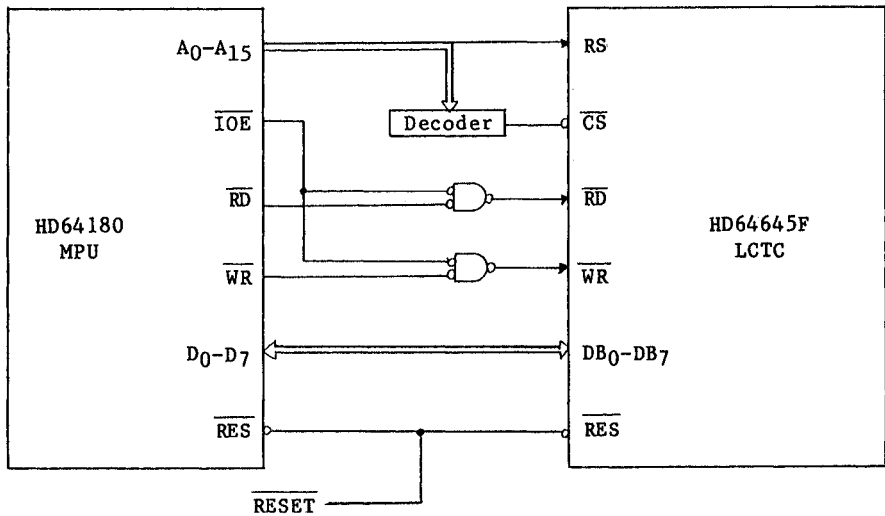 A0-A15
RS
IOE
Decoder
CS
RD
RD
HD64180
MPU
HD64645F
LCTC
WR
WR
D0-D7
DB0-DB7
RES
RES
RESET